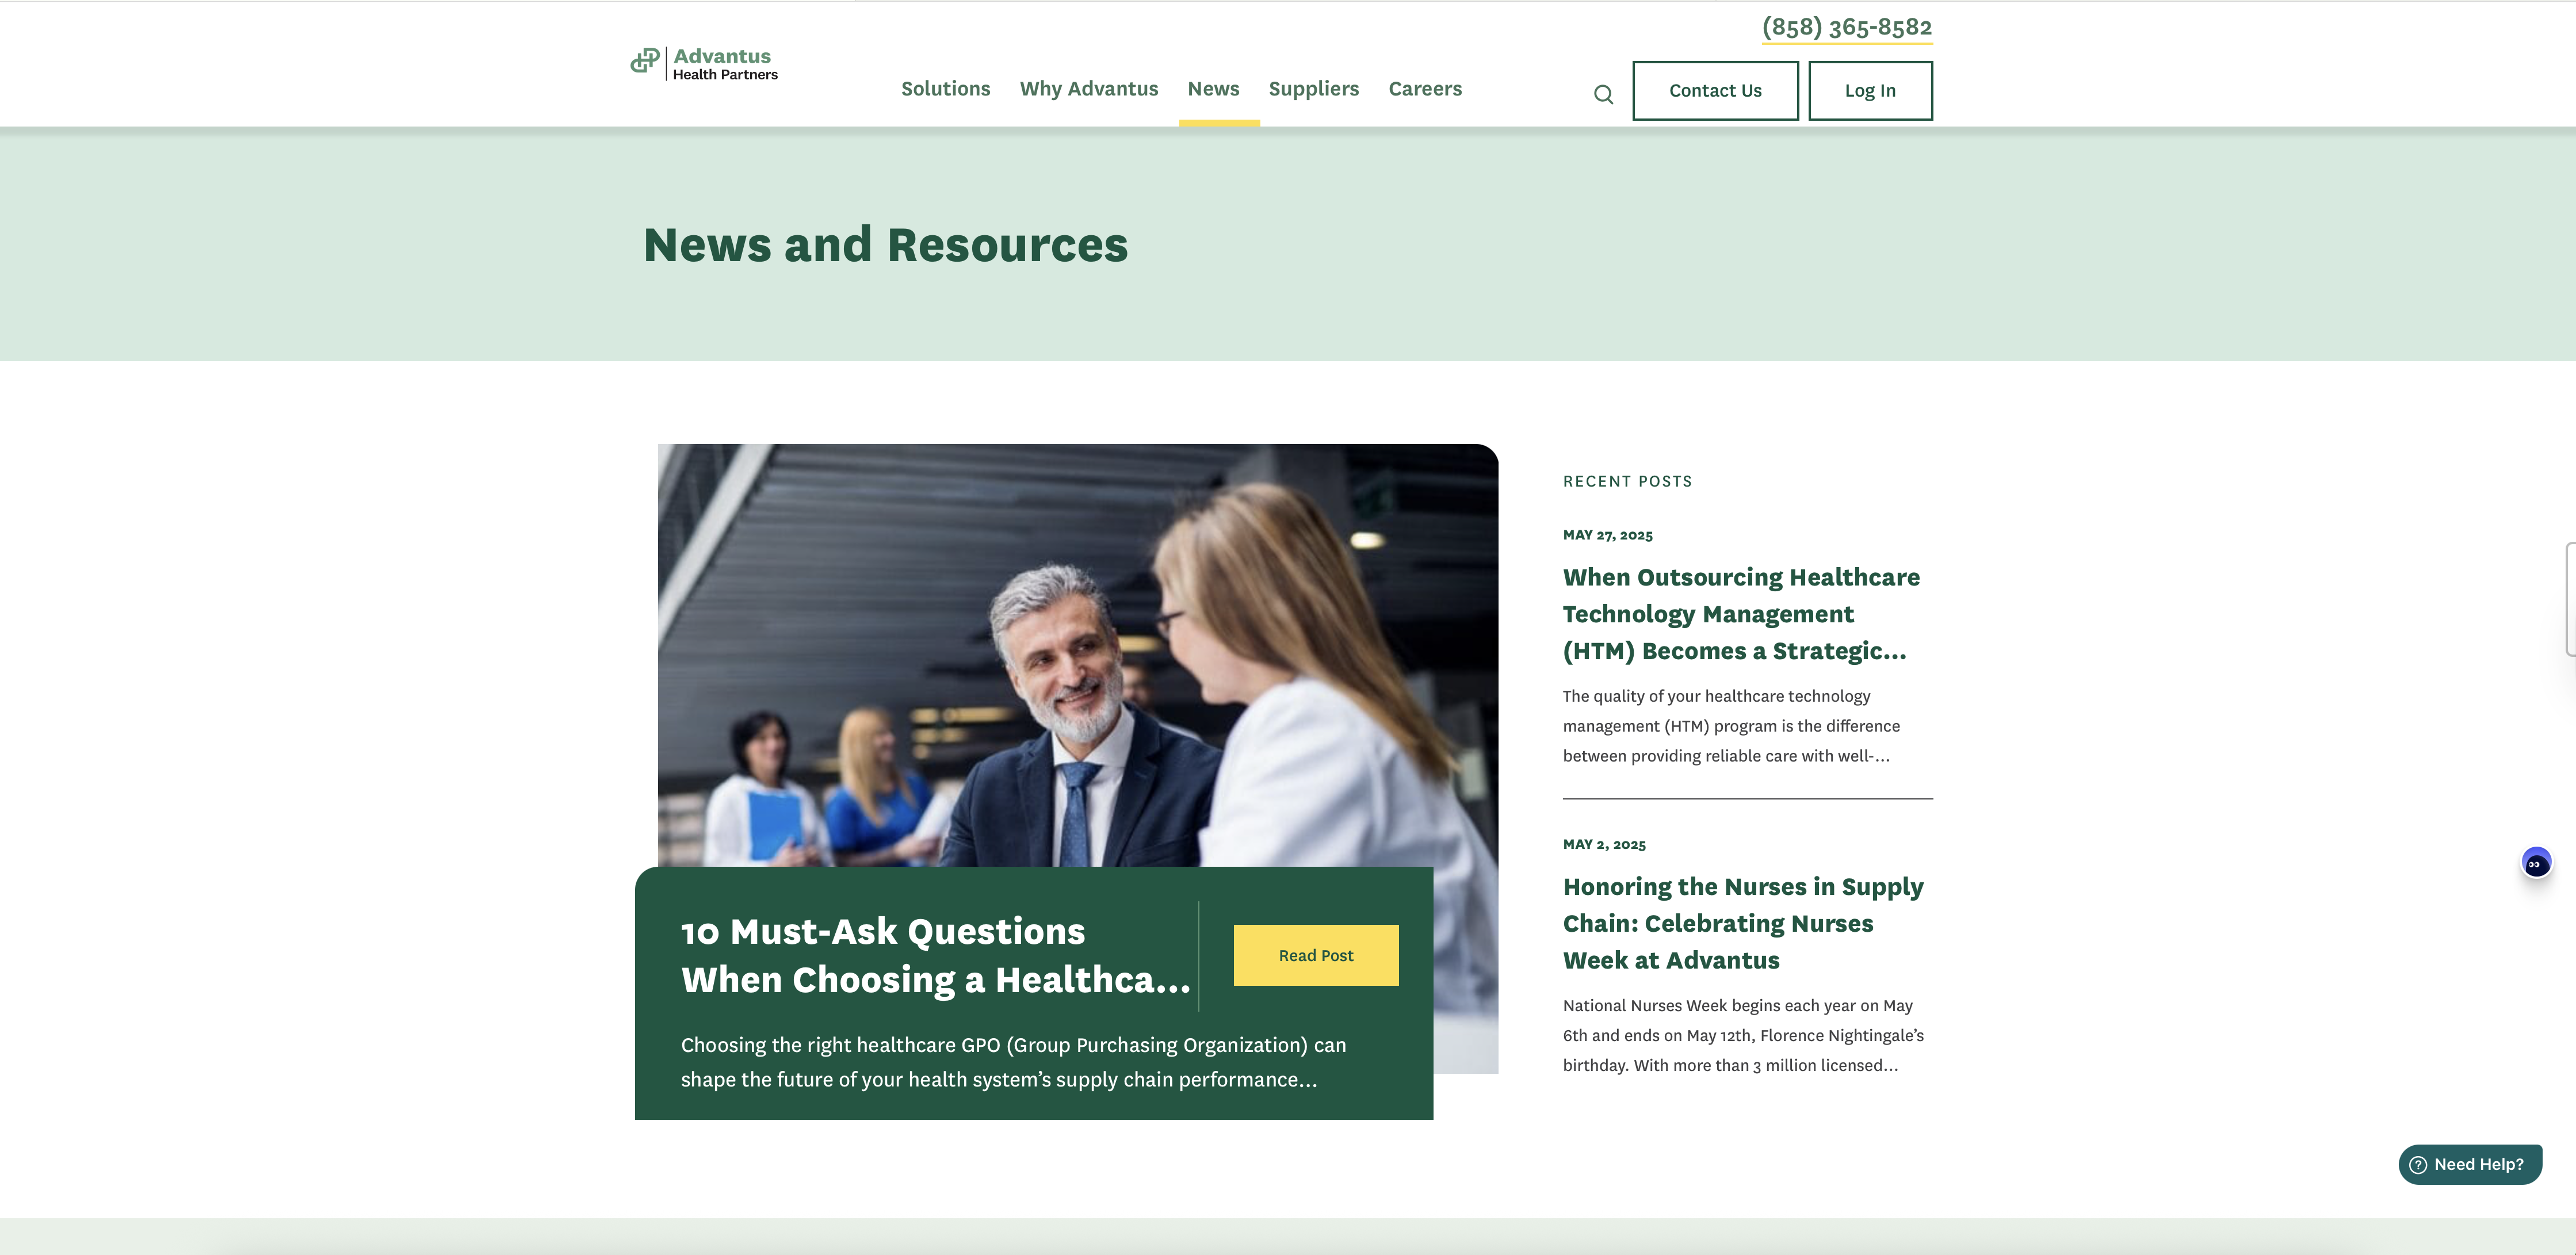 (858) 365-8582
Advantus
Health Partners
Solutions Why Advantus News Suppliers Careers
Contact Us Log In
News and Resources
10 Must-Ask Questions
When Choosing a Healthca...
Read Post
Choosing the right healthcare GPO (Group Purchasing Organization) can
shape the future of your health system’s supply chain performance...
RECENT POSTS
MAY 27, 2025
When Outsourcing Healthcare
Technology Management
(HTM) Becomes a Strategic...
The quality of your healthcare technology
management (HTM) program is the difference
between providing reliable care with well-...
MAY 2, 2025
Honoring the Nurses in Supply
Chain: Celebrating Nurses
Week at Advantus
National Nurses Week begins each year on May
6th and ends on May 12th, Florence Nightingale’s
birthday. With more than 3 million licensed...
Need Help?